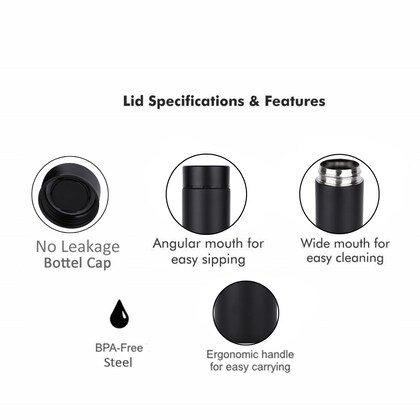 Lid Specifications & Features
No Leakage
Bottel Cap
Angular mouth for
easy sipping
Wide mouth for
easy cleaning
BPA-Free
Steel
Ergonomic handle
for easy carrying